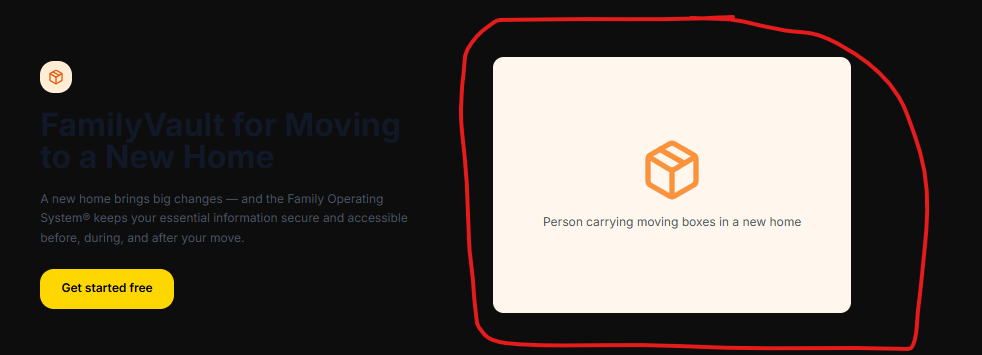 FamilyVault for Moving
to a New Home
A new home brings big changes — and the Family Operating
System® keeps your essential information secure and accessible
before, during, and after your move.
Get started free
Person carrying moving boxes in a new home